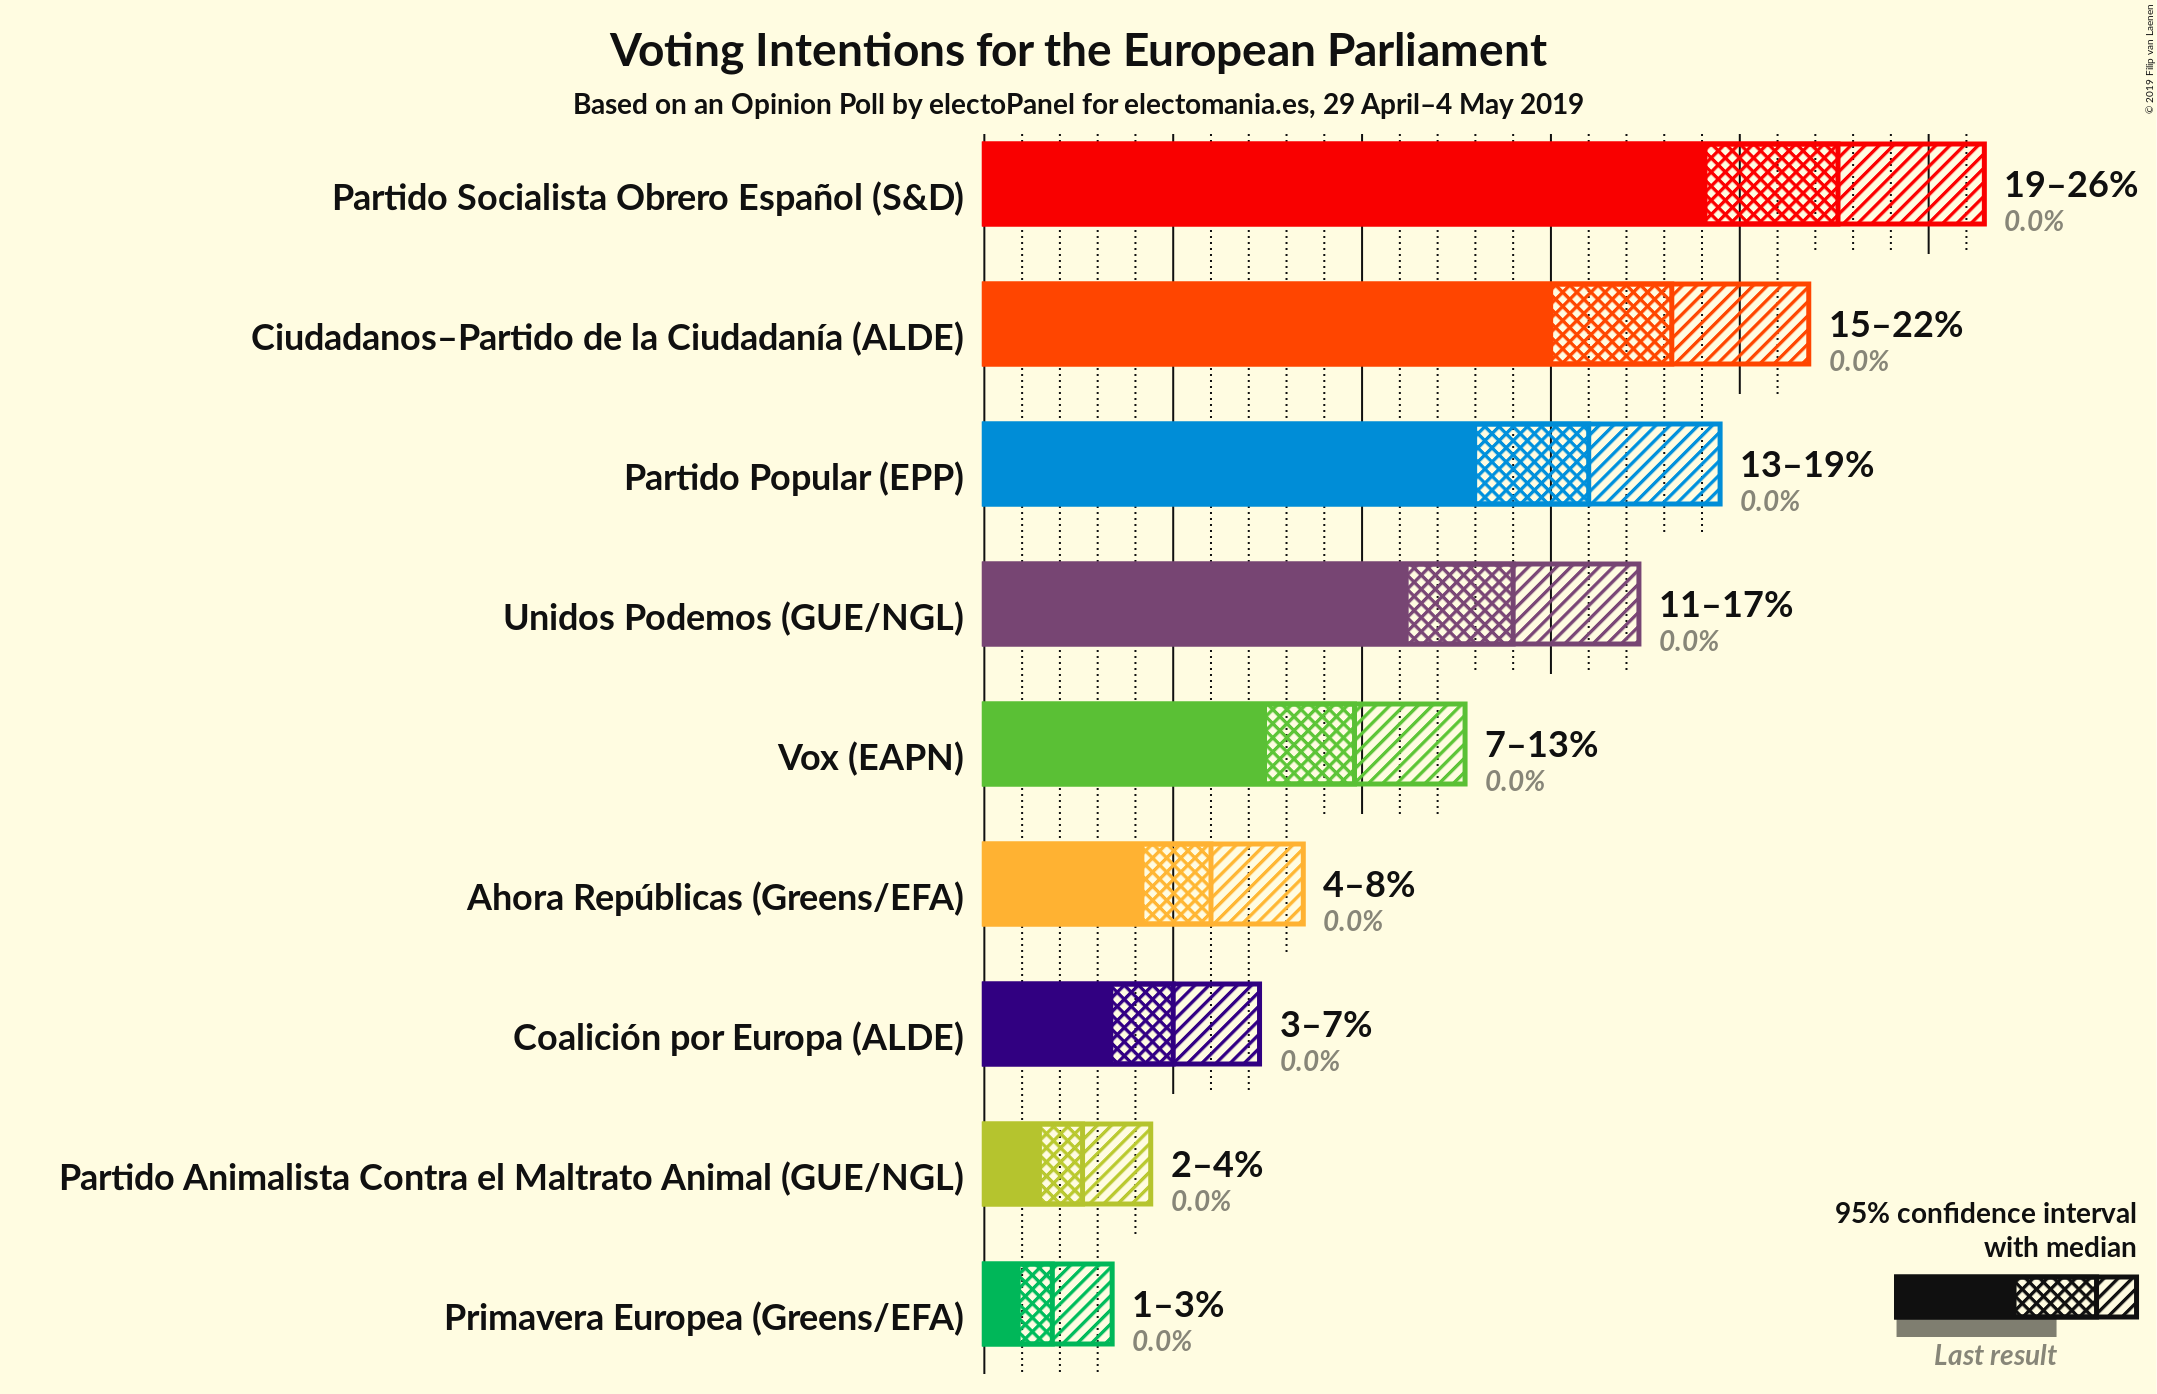 Voting Intentions for the European Parliament
Based on an Opinion Poll by electoPanel for electomania.es, 29 April–4 May 2019
© 2019 Filip van Laenen
Partido Socialista Obrero Español (S&D)
19–26%
0.0%
Ciudadanos–Partido de la Ciudadanía (ALDE)
15–22%
0.0%
Partido Popular (EPP)
13–19%
0.0%
Unidos Podemos (GUE/NGL)
11–17%
0.0%
Vox (EAPN)
7–13%
0.0%
Ahora Repúblicas (Greens/EFA)
4–8%
0.0%
Coalición por Europa (ALDE)
3–7%
0.0%
Partido Animalista Contra el Maltrato Animal (GUE/NGL)
2–4%
0.0%
Primavera Europea (Greens/EFA)
1–3%
0.0%
95% confidence interval
with median
Last result